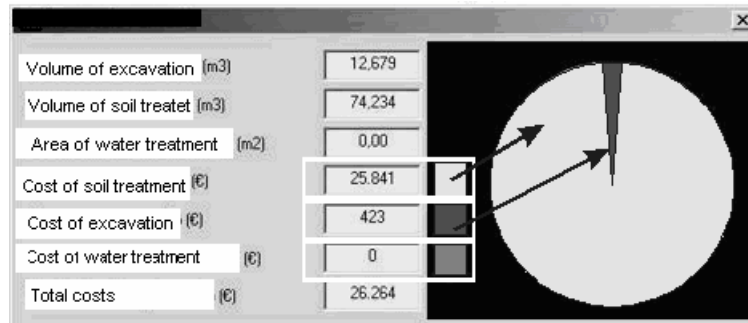 Volume of excavation (m3) 12,679
Volume of soil treatet (m3) 74,234
Area of water treatment (m2) 0,00
Cost of soil treatment (€) 25.841
Cost of excavation (€) 423
Cost of water treatment (€) 0
Total costs (€) 26.264